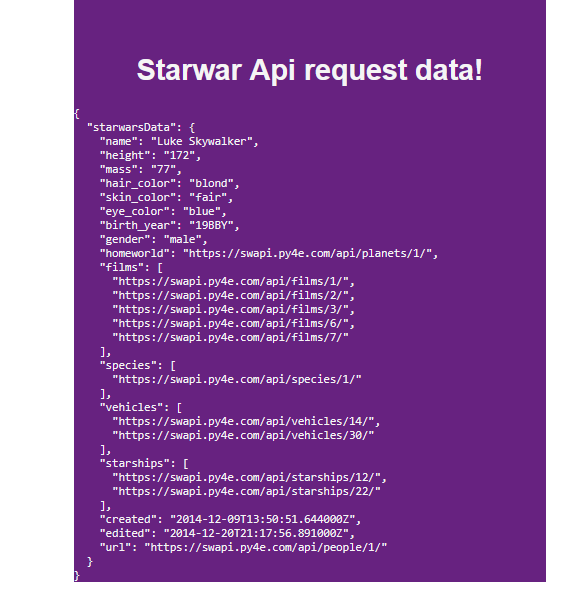 Starwar Api request data!
{
  "starwarsData": {
    "name": "Luke Skywalker",
    "height": "172",
    "mass": "77",
    "hair_color": "blond",
    "skin_color": "fair",
    "eye_color": "blue",
    "birth_year": "19BBY",
    "gender": "male",
    "homeworld": "https://swapi.py4e.com/api/planets/1/",
    "films": [
      "https://swapi.py4e.com/api/films/1/",
      "https://swapi.py4e.com/api/films/2/",
      "https://swapi.py4e.com/api/films/3/",
      "https://swapi.py4e.com/api/films/6/",
      "https://swapi.py4e.com/api/films/7/"
    ],
    "species": [
      "https://swapi.py4e.com/api/species/1/"
    ],
    "vehicles": [
      "https://swapi.py4e.com/api/vehicles/14/",
      "https://swapi.py4e.com/api/vehicles/30/"
    ],
    "starships": [
      "https://swapi.py4e.com/api/starships/12/",
      "https://swapi.py4e.com/api/starships/22/"
    ],
    "created": "2014-12-09T13:50:51.644000Z",
    "edited": "2014-12-20T21:17:56.891000Z",
    "url": "https://swapi.py4e.com/api/people/1/"
  }
}